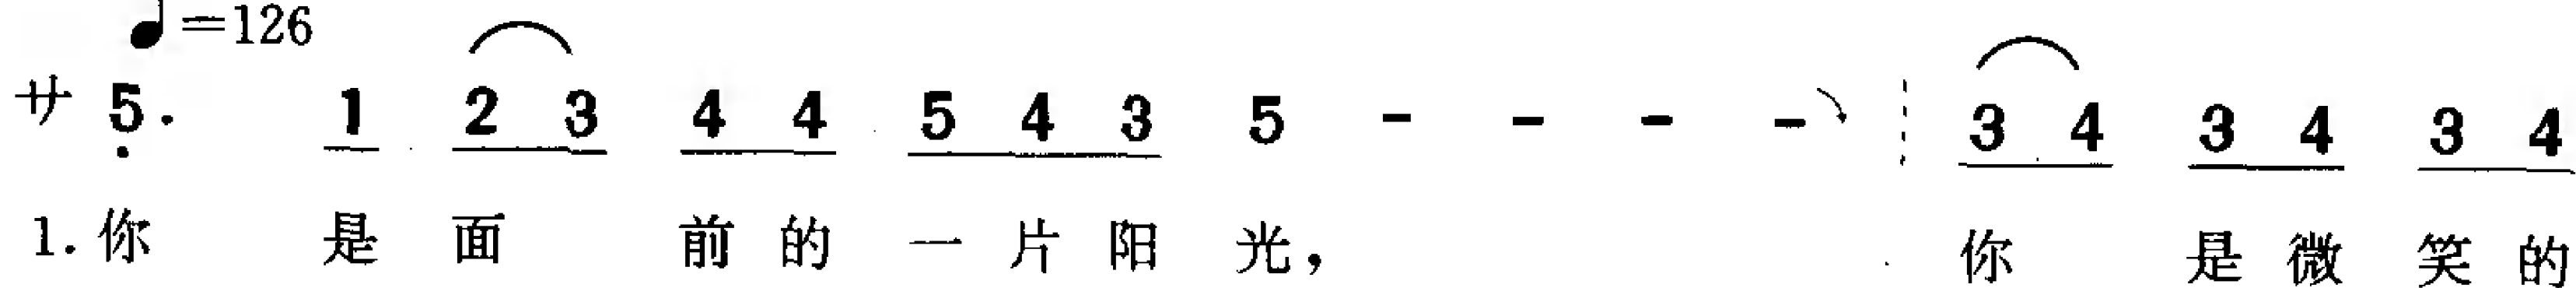 ♩=126
サ 5. 1 2 3 4 4 5 4 3 5 - - - - 3 4 3 4 3 4
1.你 是 面 前 的 一 片 阳 光， 你 是 微 笑 的